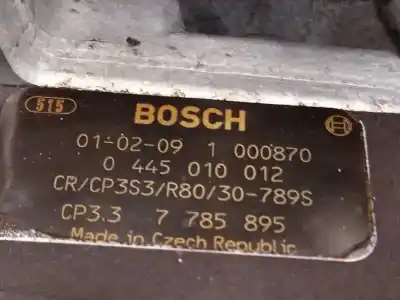 515
BOSCH
01-02-09 1 000870
0 445 010 012
CR/CP3S3/R80/30-789S
CP3.3 7 785 895
Made in Czech Republic